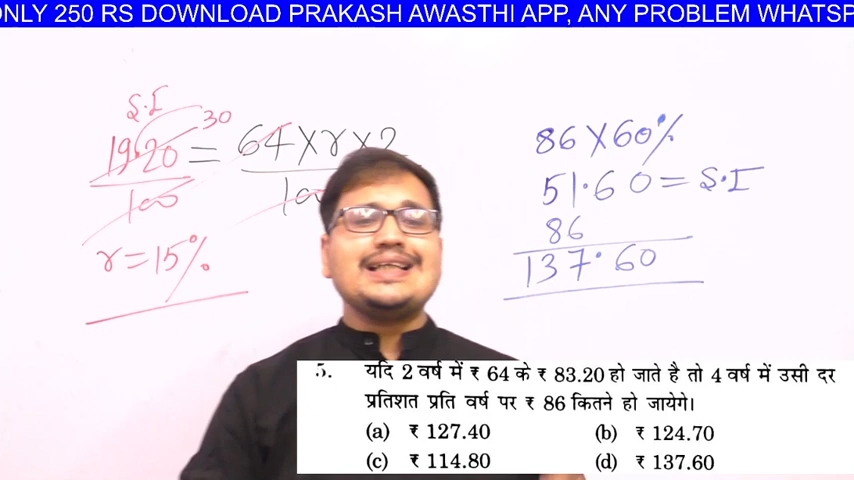 ONLY 250 RS DOWNLOAD PRAKASH AWASTHI APP, ANY PROBLEM WHATSP
S.I
19.20 30 = 64 X r X 2
100 100
r = 15%
86 X 60%
51.60 = S.I
86
137.60
5. यदि 2 वर्ष में ₹ 64 के ₹ 83.20 हो जाते है तो 4 वर्ष में उसी दर
प्रतिशत प्रति वर्ष पर ₹ 86 कितने हो जायेगे।
(a) ₹ 127.40 (b) ₹ 124.70
(c) ₹ 114.80 (d) ₹ 137.60